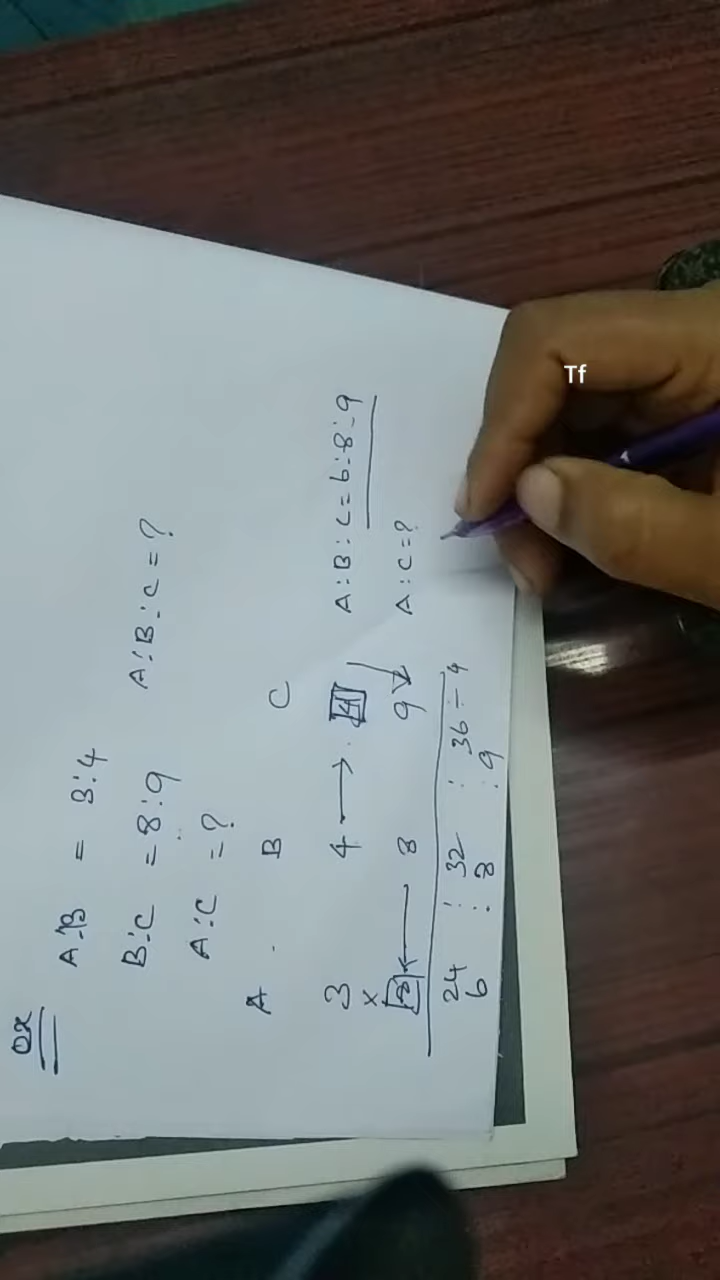 Ex
A:B = 3:4
B:C = 8:9 A:B:C = ?
A:C = ?
A B C
3 4 → 4 A:B:C = 6:8:9
×
8 ← 8 9 A:C = ?
24 : 32 : 36 ÷ 4
6 : 8 : 9
Tf